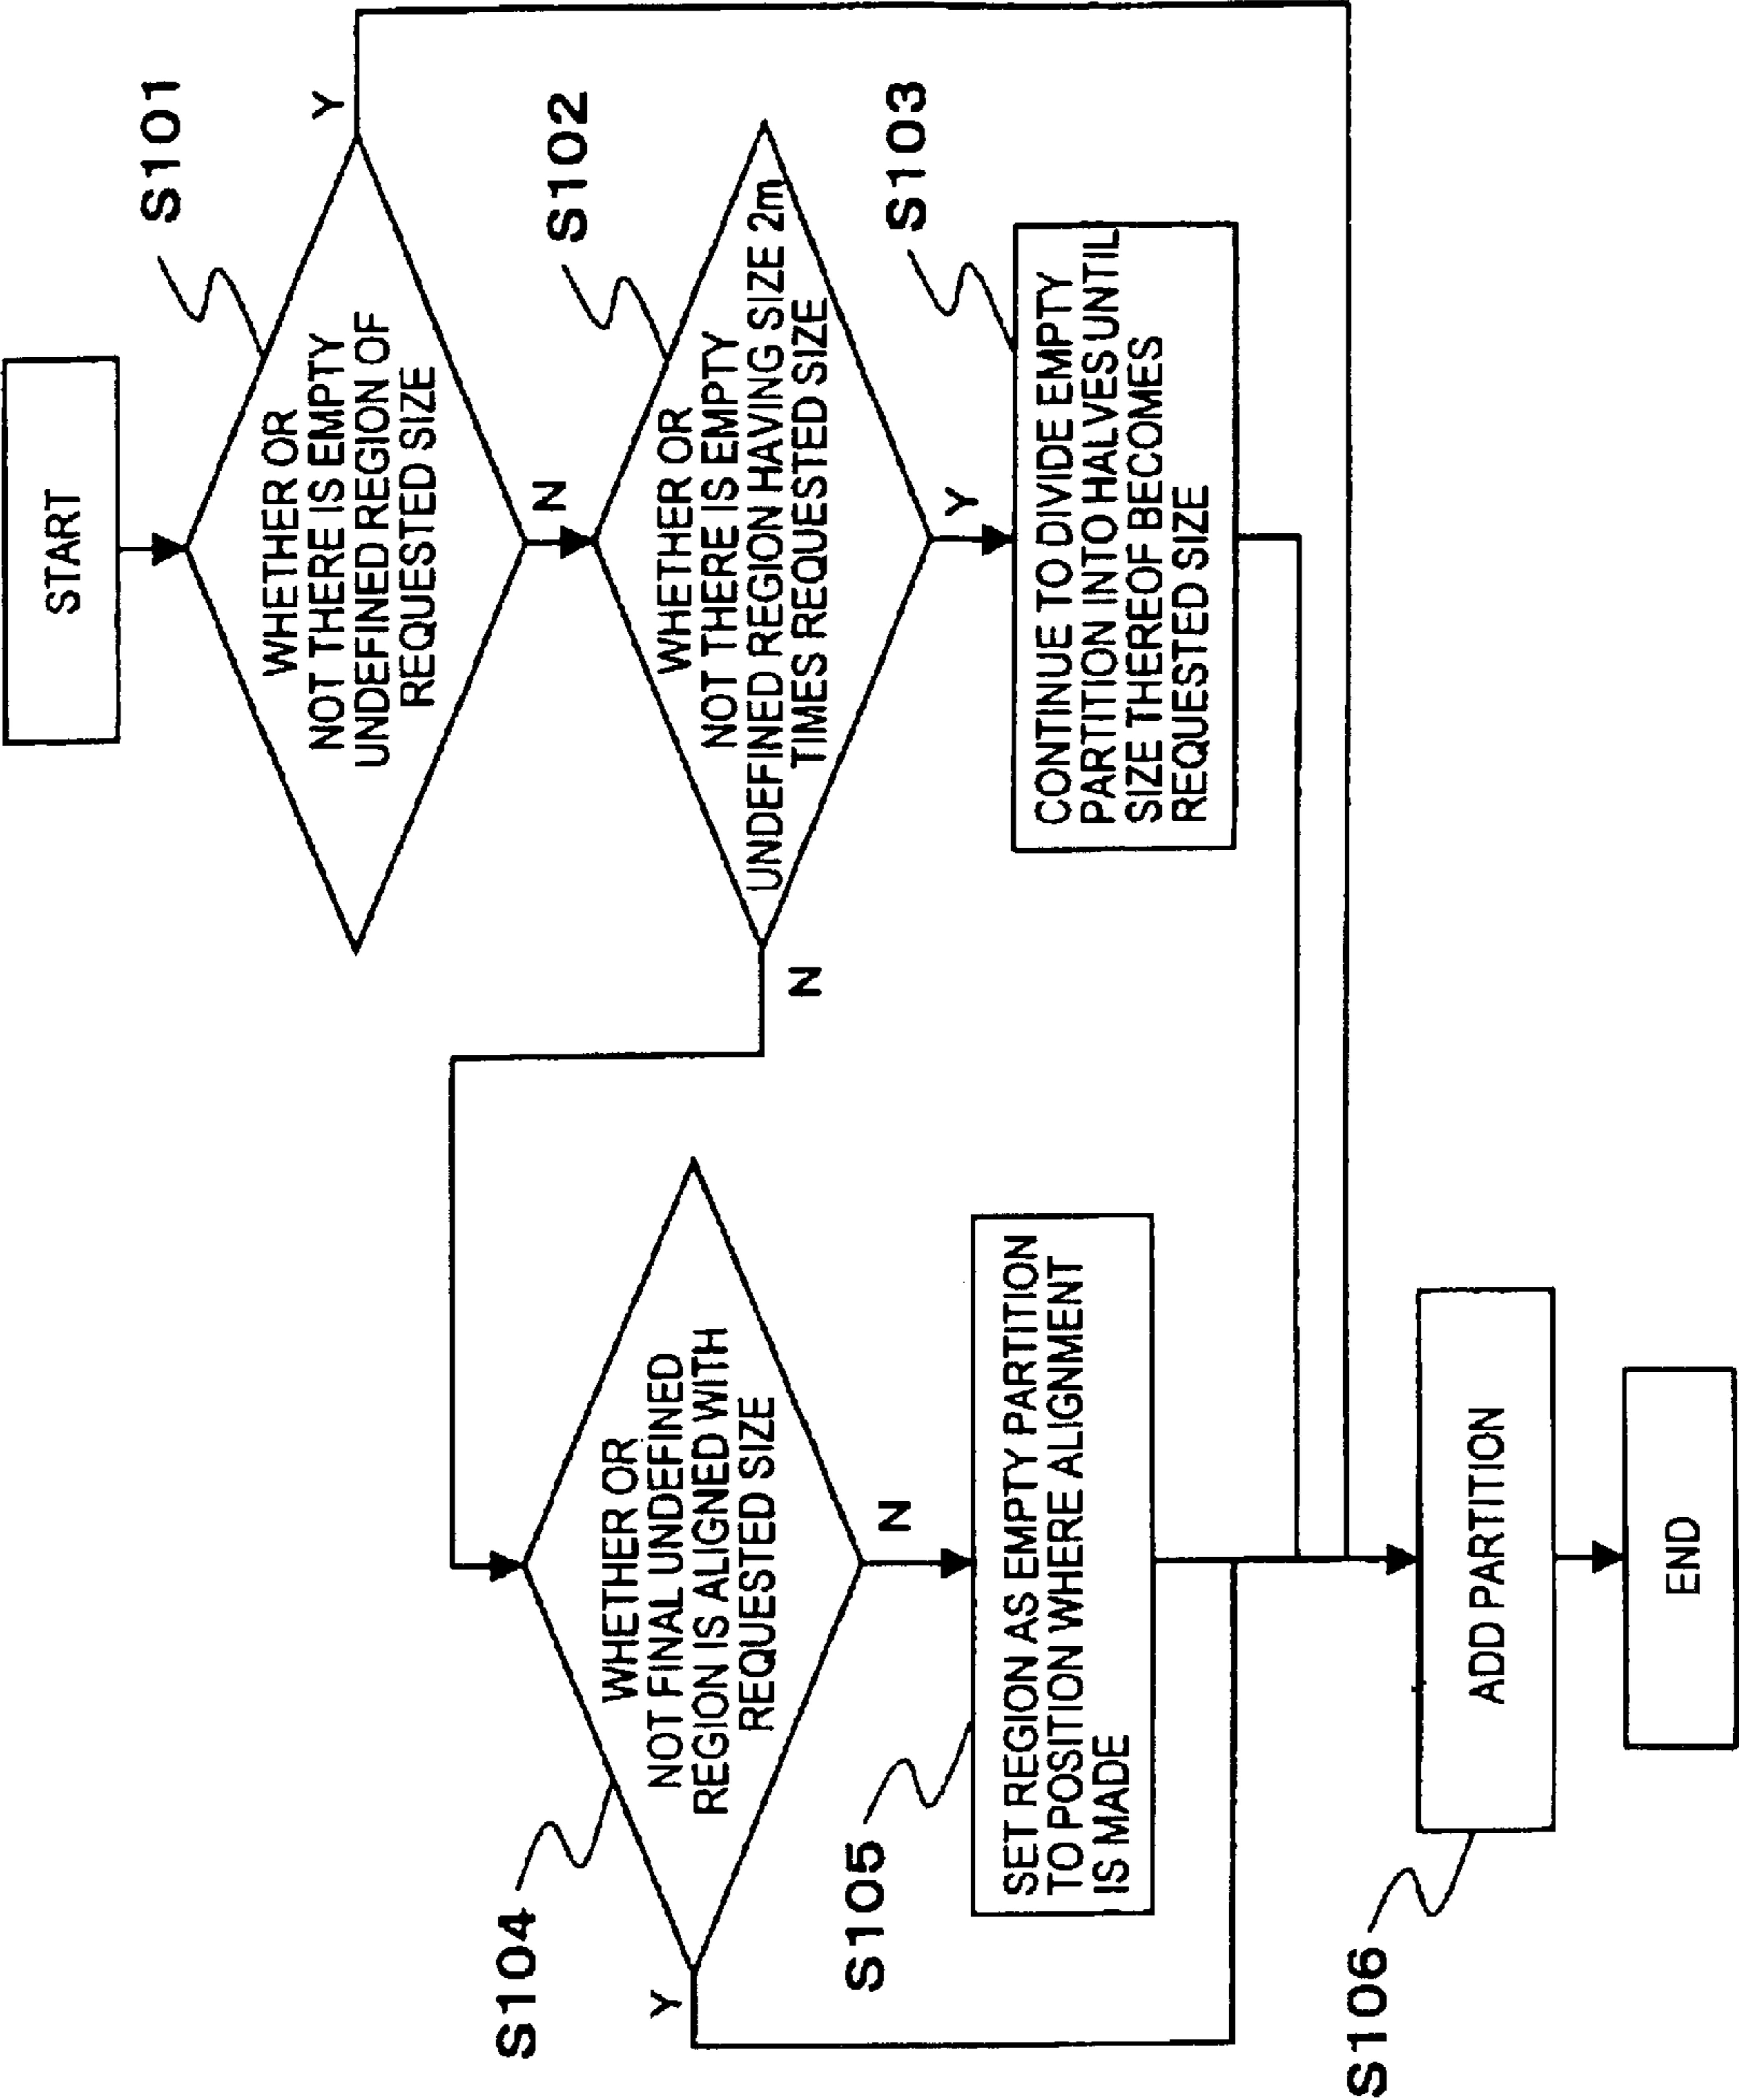 START
S101
WHETHER OR
NOT THERE IS EMPTY
UNDEFINED REGION OF
REQUESTED SIZE
Y
N
S102
WHETHER OR
NOT THERE IS EMPTY
UNDEFINED REGION HAVING SIZE 2m
TIMES REQUESTED SIZE
N
Y
S103
CONTINUE TO DIVIDE EMPTY
PARTITION INTO HALVES UNTIL
SIZE THEREOF BECOMES
REQUESTED SIZE
S104
WHETHER OR
NOT FINAL UNDEFINED
REGION IS ALIGNED WITH
REQUESTED SIZE
Y
N
S105
SET REGION AS EMPTY PARTITION
TO POSITION WHERE ALIGNMENT
IS MADE
S106
ADD PARTITION
END